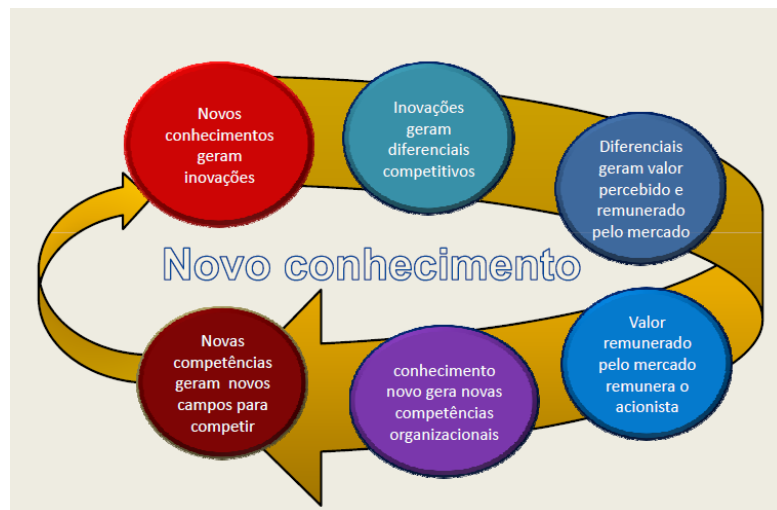 Novos
conhecimentos
geram
inovações
Inovações
geram
diferenciais
competitivos
Diferenciais
geram valor
percebido e
remunerado
pelo mercado
Novo conhecimento
Valor
remunerado
pelo mercado
remunera o
acionista
conhecimento
novo gera novas
competências
organizacionais
Novas
competências
geram novos
campos para
competir